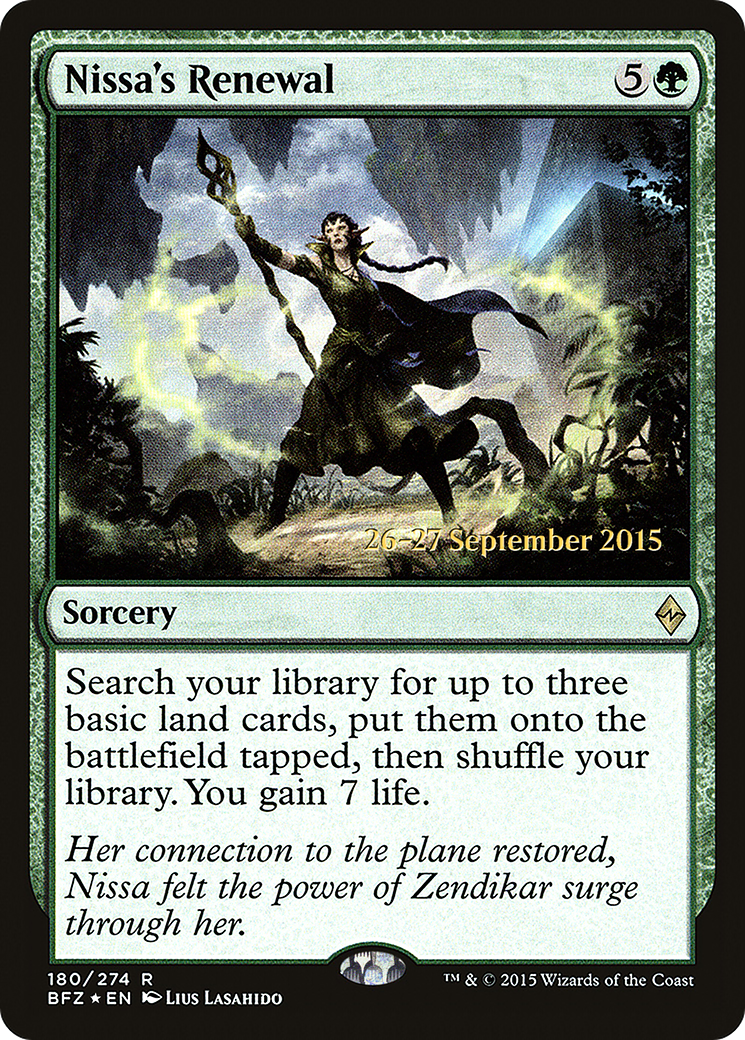 Nissa's Renewal 5
26–27 September 2015
Sorcery
Search your library for up to three
basic land cards, put them onto the
battlefield tapped, then shuffle your
library. You gain 7 life.
Her connection to the plane restored,
Nissa felt the power of Zendikar surge
through her.
180/274 R
™ & © 2015 Wizards of the Coast
BFZ ★ EN Lius Lasahido